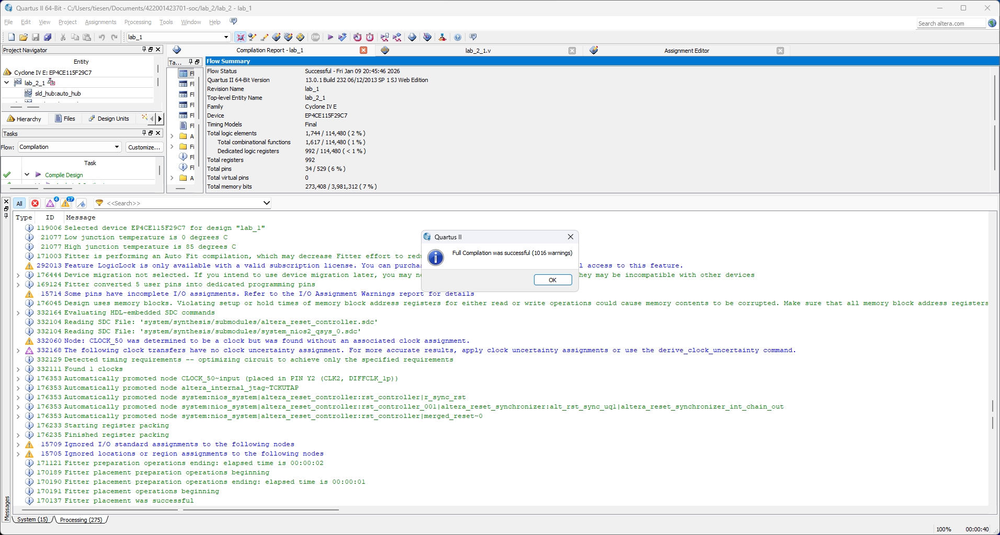 Quartus II 64-Bit - C:/Users/tiesen/Documents/422001423701-soc/lab_2/lab_2 - lab_1
File Edit View Project Assignments Processing Tools Window Help
Search altera.com
lab_1
Project Navigator
Entity
Cyclone IV E: EP4CE115F29C7
lab_2_1
sld_hub:auto_hub
Hierarchy Files Design Units
Tasks
Flow: Compilation Customize...
Task
Compile Design
Compilation Report - lab_1
lab_2_1.v
Assignment Editor
Ta...
Fl
Fl
Fl
Fl
Fl
Fl
A
Fi
Fl
Fl
A
Flow Summary
Flow Status Successful - Fri Jan 09 20:45:46 2026
Quartus II 64-Bit Version 13.0.1 Build 232 06/12/2013 SP 1 SJ Web Edition
Revision Name lab_1
Top-level Entity Name lab_2_1
Family Cyclone IV E
Device EP4CE115F29C7
Timing Models Final
Total logic elements 1,744 / 114,480 ( 2 % )
Total combinational functions 1,617 / 114,480 ( 1 % )
Dedicated logic registers 992 / 114,480 ( < 1 % )
Total registers 992
Total pins 34 / 529 ( 6 % )
Total virtual pins 0
Total memory bits 273,408 / 3,981,312 ( 7 % )
All 4 17 <<Search>>
Type ID Message
119006 Selected device EP4CE115F29C7 for design "lab_1"
21077 Low junction temperature is 0 degrees C
21077 High junction temperature is 85 degrees C
171003 Fitter is performing an Auto Fit compilation, which may decrease Fitter effort to
292013 Feature LogicLock is only available with a valid subscription license. You can access to this feature.
176444 Device migration not selected. If you intend to use device migration later, you may may be incompatible with other devices
169124 Fitter converted 5 user pins into dedicated programming pins
15714 Some pins have incomplete I/O assignments. Refer to the I/O Assignment Warnings report for details
176045 Design uses memory blocks. Violating setup or hold times of memory block address registers for either read or write operations could cause memory contents to be corrupted. Make sure that all memory block address registers
332164 Evaluating HDL-embedded SDC commands
332104 Reading SDC File: 'system/synthesis/submodules/altera_reset_controller.sdc'
332104 Reading SDC File: 'system/synthesis/submodules/system_nios2_qsys_0.sdc'
332060 Node: CLOCK_50 was determined to be a clock but was found without an associated clock assignment.
332168 The following clock transfers have no clock uncertainty assignment. For more accurate results, apply clock uncertainty assignments or use the derive_clock_uncertainty command.
332129 Detected timing requirements -- optimizing circuit to achieve only the specified requirements
332111 Found 1 clocks
176353 Automatically promoted node CLOCK_50~input (placed in PIN Y2 (CLK2, DIFFCLK_1p))
176353 Automatically promoted node altera_internal_jtag~TCKUTAP
176353 Automatically promoted node system:nios_system|altera_reset_controller:rst_controller|r_sync_rst
176353 Automatically promoted node system:nios_system|altera_reset_controller:rst_controller_001|altera_reset_synchronizer:alt_rst_sync_uq1|altera_reset_synchronizer_int_chain_out
176353 Automatically promoted node system:nios_system|altera_reset_controller:rst_controller|merged_reset~0
176233 Starting register packing
176235 Finished register packing
15709 Ignored I/O standard assignments to the following nodes
15705 Ignored locations or region assignments to the following nodes
171121 Fitter preparation operations ending: elapsed time is 00:00:02
170189 Fitter placement preparation operations beginning
170190 Fitter placement preparation operations ending: elapsed time is 00:00:01
170191 Fitter placement operations beginning
170137 Fitter placement was successful
Quartus II
Full Compilation was successful (1016 warnings)
OK
Messages
System (15) Processing (275)
100% 00:00:40